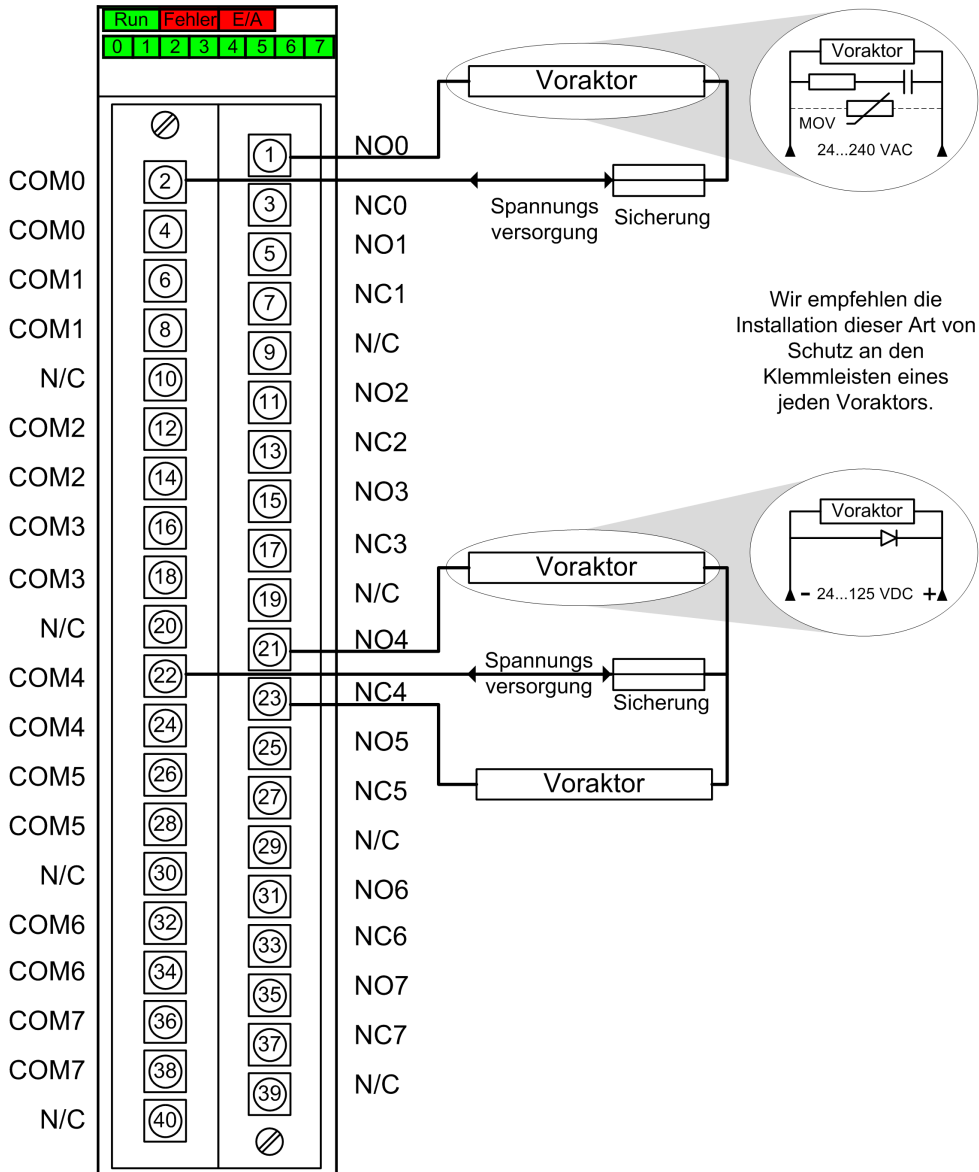 Run Fehler E/A
0 1 2 3 4 5 6 7
COM0
COM0
COM1
COM1
N/C
COM2
COM2
COM3
COM3
N/C
COM4
COM4
COM5
COM5
N/C
COM6
COM6
COM7
COM7
N/C
2
4
6
8
10
12
14
16
18
20
22
24
26
28
30
32
34
36
38
40
1
3
5
7
9
11
13
15
17
19
21
23
25
27
29
31
33
35
37
39
NO0
NC0
NO1
NC1
N/C
NO2
NC2
NO3
NC3
N/C
NO4
NC4
NO5
NC5
N/C
NO6
NC6
NO7
NC7
N/C
Voraktor
Spannungs
versorgung
Sicherung
Voraktor
MOV
24...240 VAC
Wir empfehlen die
Installation dieser Art von
Schutz an den
Klemmleisten eines
jeden Voraktors.
Voraktor
Spannungs
versorgung
Sicherung
Voraktor
Voraktor
- 24...125 VDC +